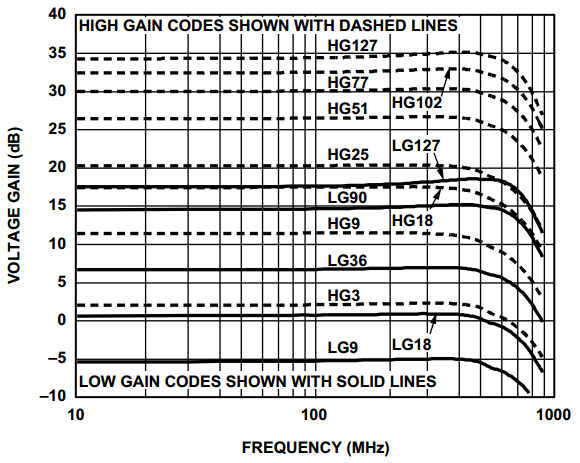 HIGH GAIN CODES SHOWN WITH DASHED LINES
HG127
HG77
HG102
HG51
LG127
HG25
LG90
HG18
HG9
LG36
HG3
LG9
LG18
LOW GAIN CODES SHOWN WITH SOLID LINES
VOLTAGE GAIN (dB)
40
35
30
25
20
15
10
5
0
–5
–10
10
100
1000
FREQUENCY (MHz)